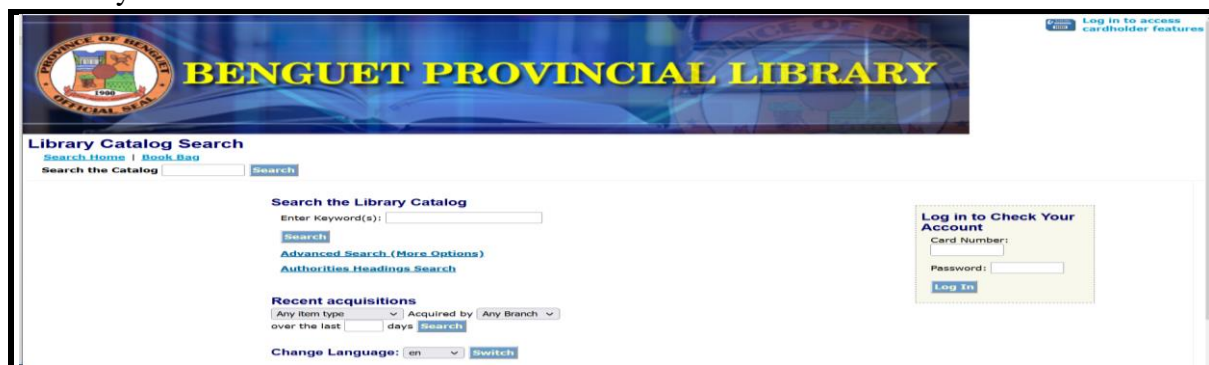 Log in to access
cardholder features
PROVINCE OF BENGUET
1900
OFFICIAL SEAL
BENGUET PROVINCIAL LIBRARY
Library Catalog Search
Search Home | Book Bag
Search the Catalog Search
Search the Library Catalog
Enter Keyword(s):
Search
Advanced Search (More Options)
Authorities Headings Search
Recent acquisitions
Any item type Acquired by Any Branch
over the last days Search
Change Language: en Switch
Log in to Check Your
Account
Card Number:
Password:
Log In